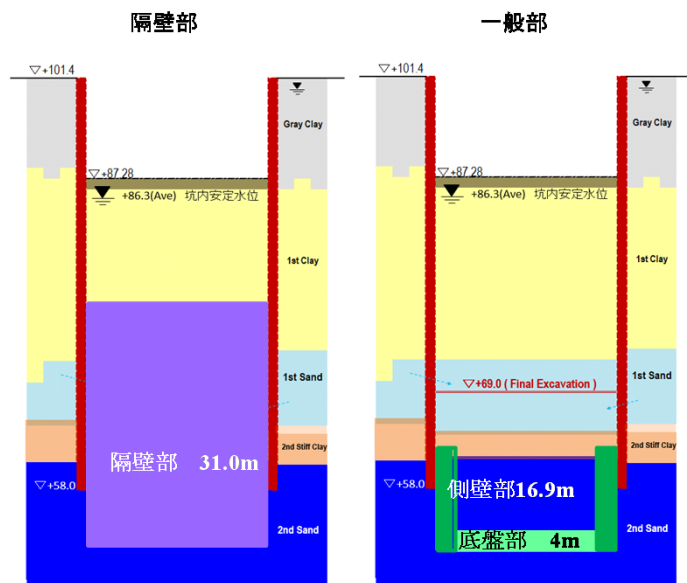 隔壁部
一般部
▽+101.4
▽+101.4
Gray Clay
Gray Clay
▽+87.28
▽+87.28
+86.3(Ave) 坑内安定水位
+86.3(Ave) 坑内安定水位
1st Clay
1st Clay
1st Sand
1st Sand
▽+69.0 ( Final Excavation )
2nd Stiff Clay
2nd Stiff Clay
隔壁部 31.0m
▽+58.0
▽+58.0
側壁部16.9m
2nd Sand
2nd Sand
底盤部 4m